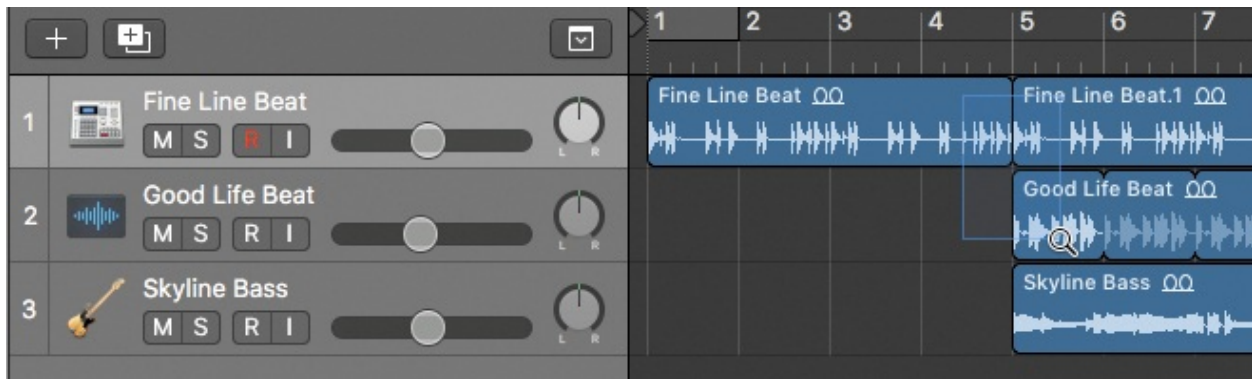 1 2 3 4 5 6 7
1 Fine Line Beat
M S R I
L R
Fine Line Beat
Fine Line Beat.1
2 Good Life Beat
M S R I
L R
Good Life Beat
3 Skyline Bass
M S R I
L R
Skyline Bass